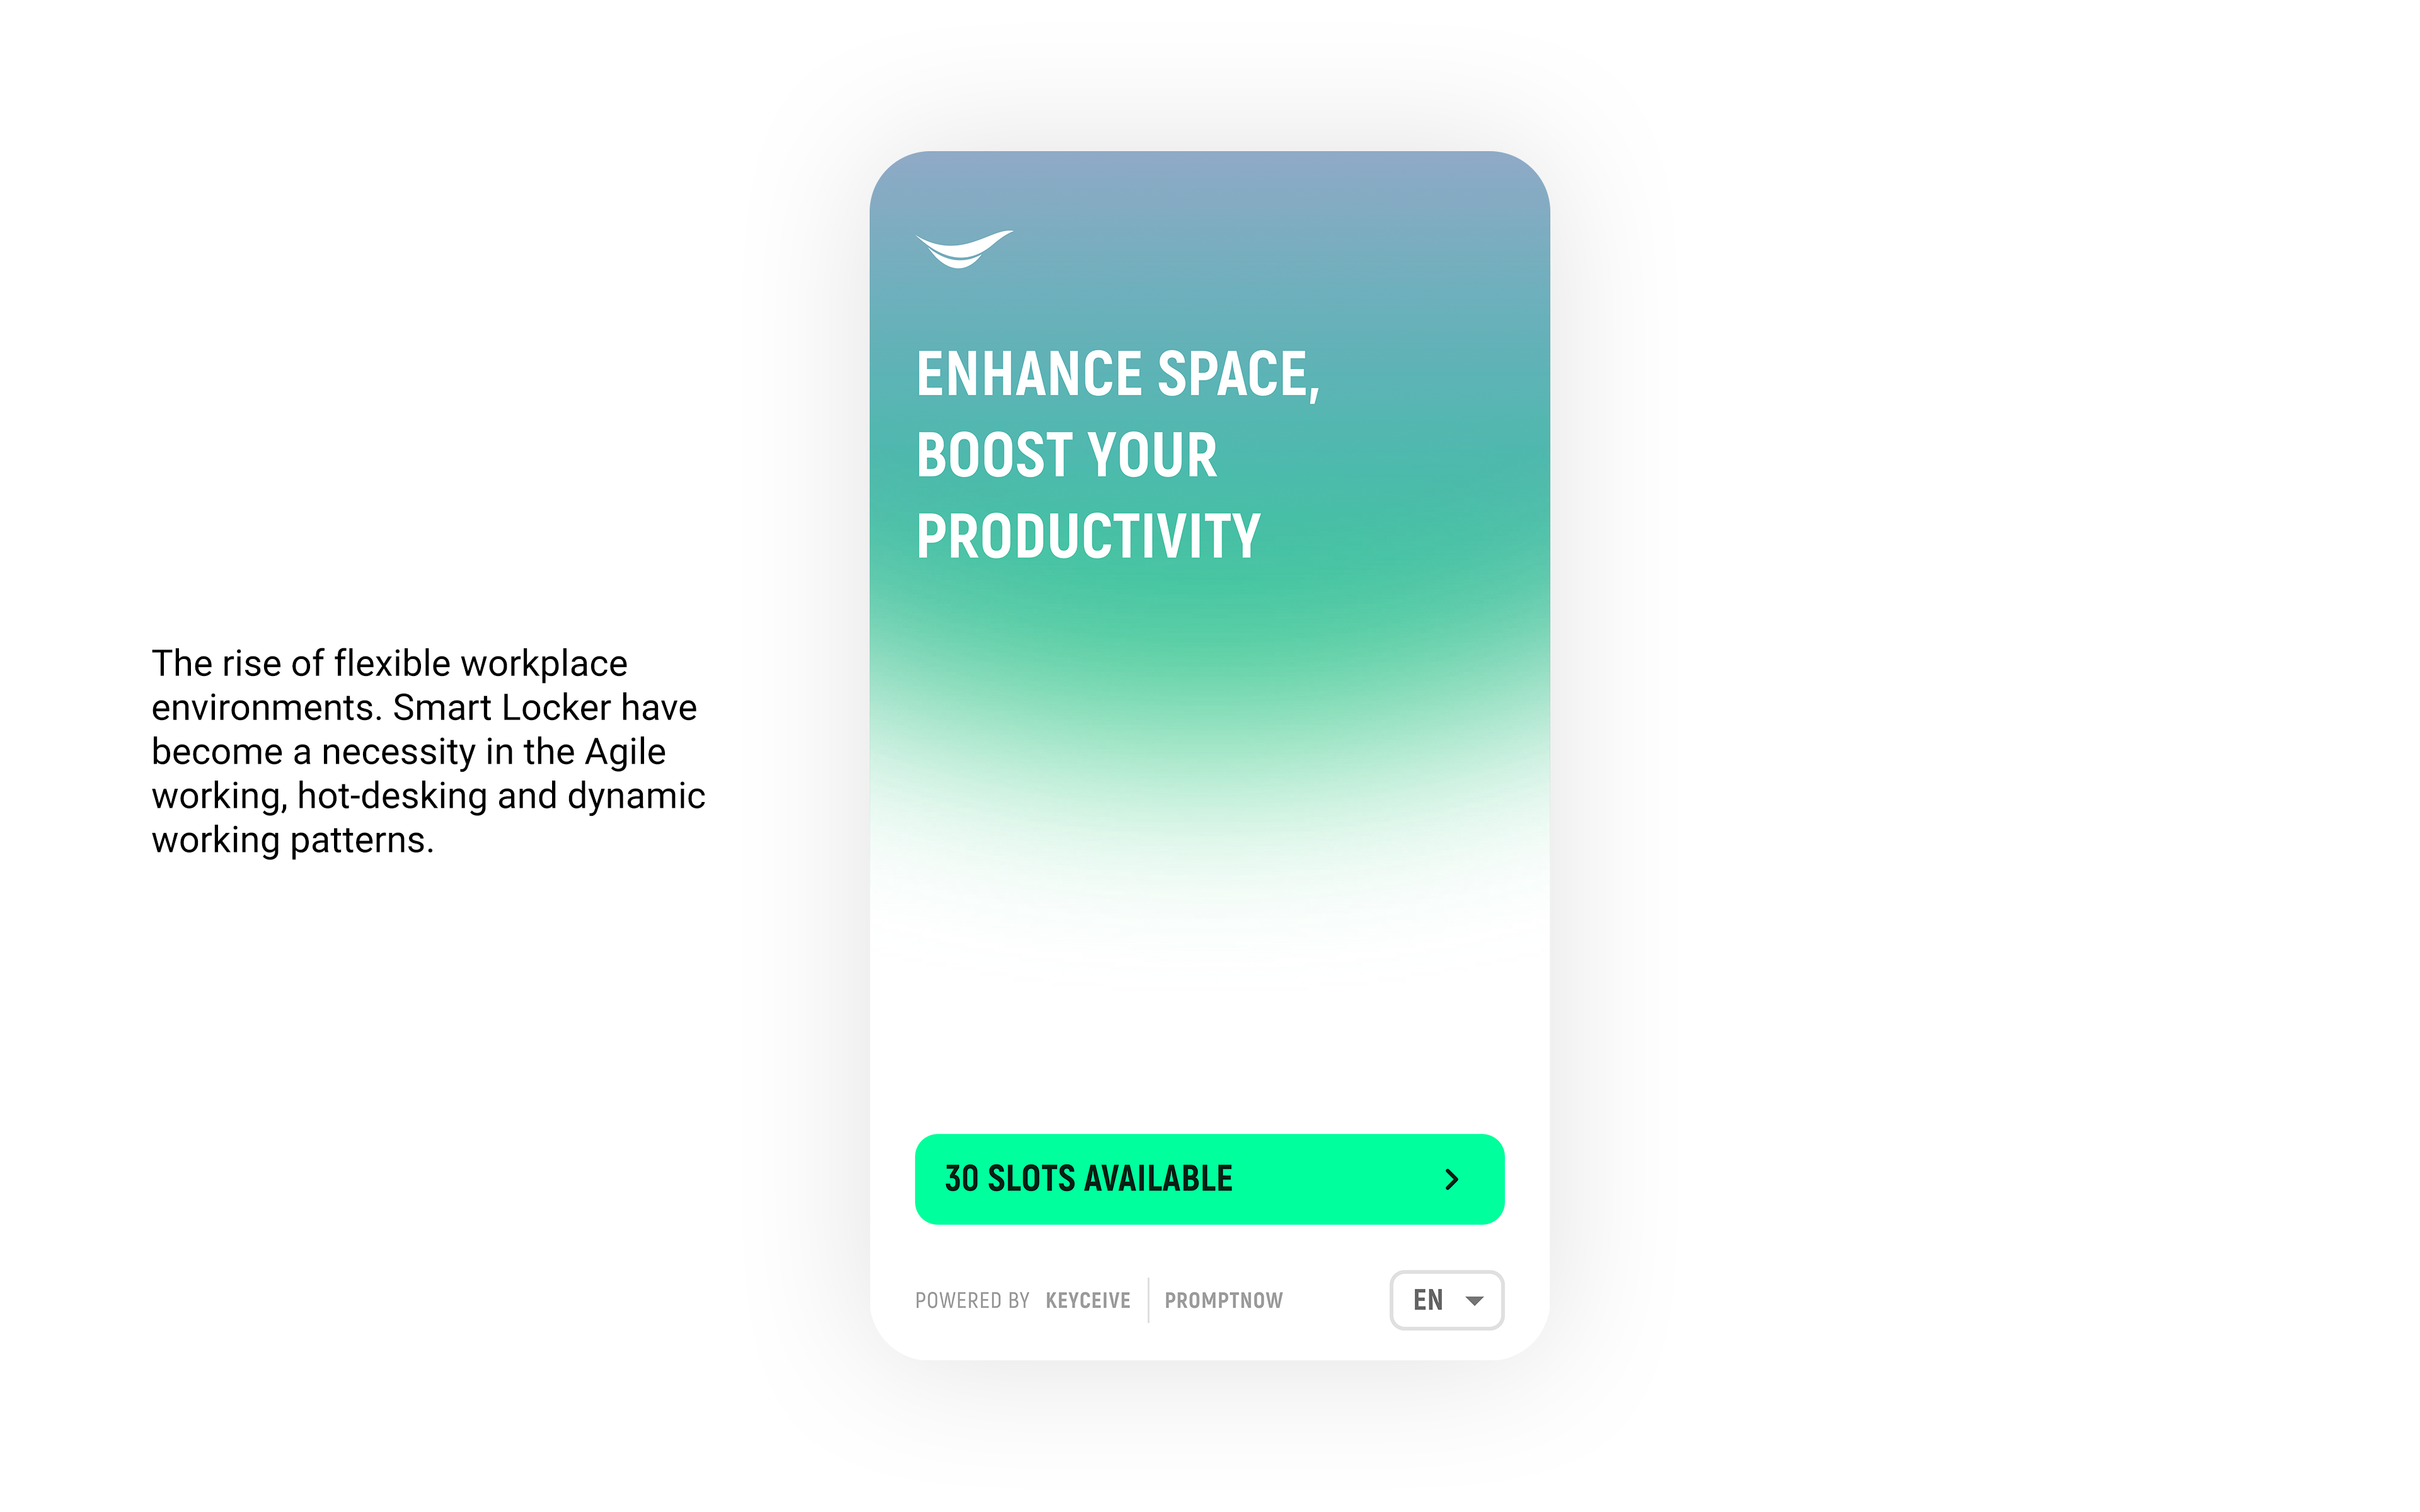 The rise of flexible workplace
environments. Smart Locker have
become a necessity in the Agile
working, hot-desking and dynamic
working patterns.
ENHANCE SPACE,
BOOST YOUR
PRODUCTIVITY
30 SLOTS AVAILABLE
POWERED BY KEYCEIVE PROMPTNOW
EN